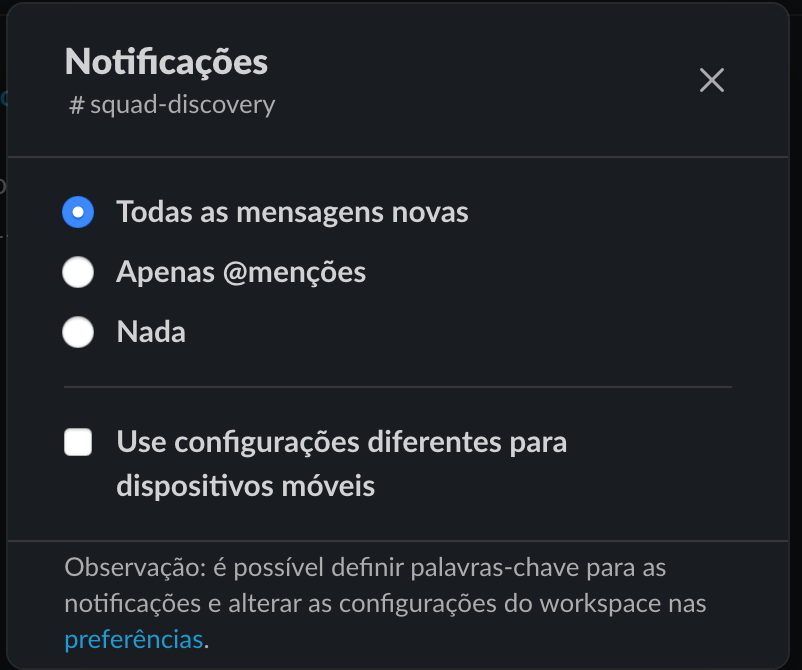 Notificações
# squad-discovery
Todas as mensagens novas
Apenas @menções
Nada
Use configurações diferentes para
dispositivos móveis
Observação: é possível definir palavras-chave para as
notificações e alterar as configurações do workspace nas
preferências.